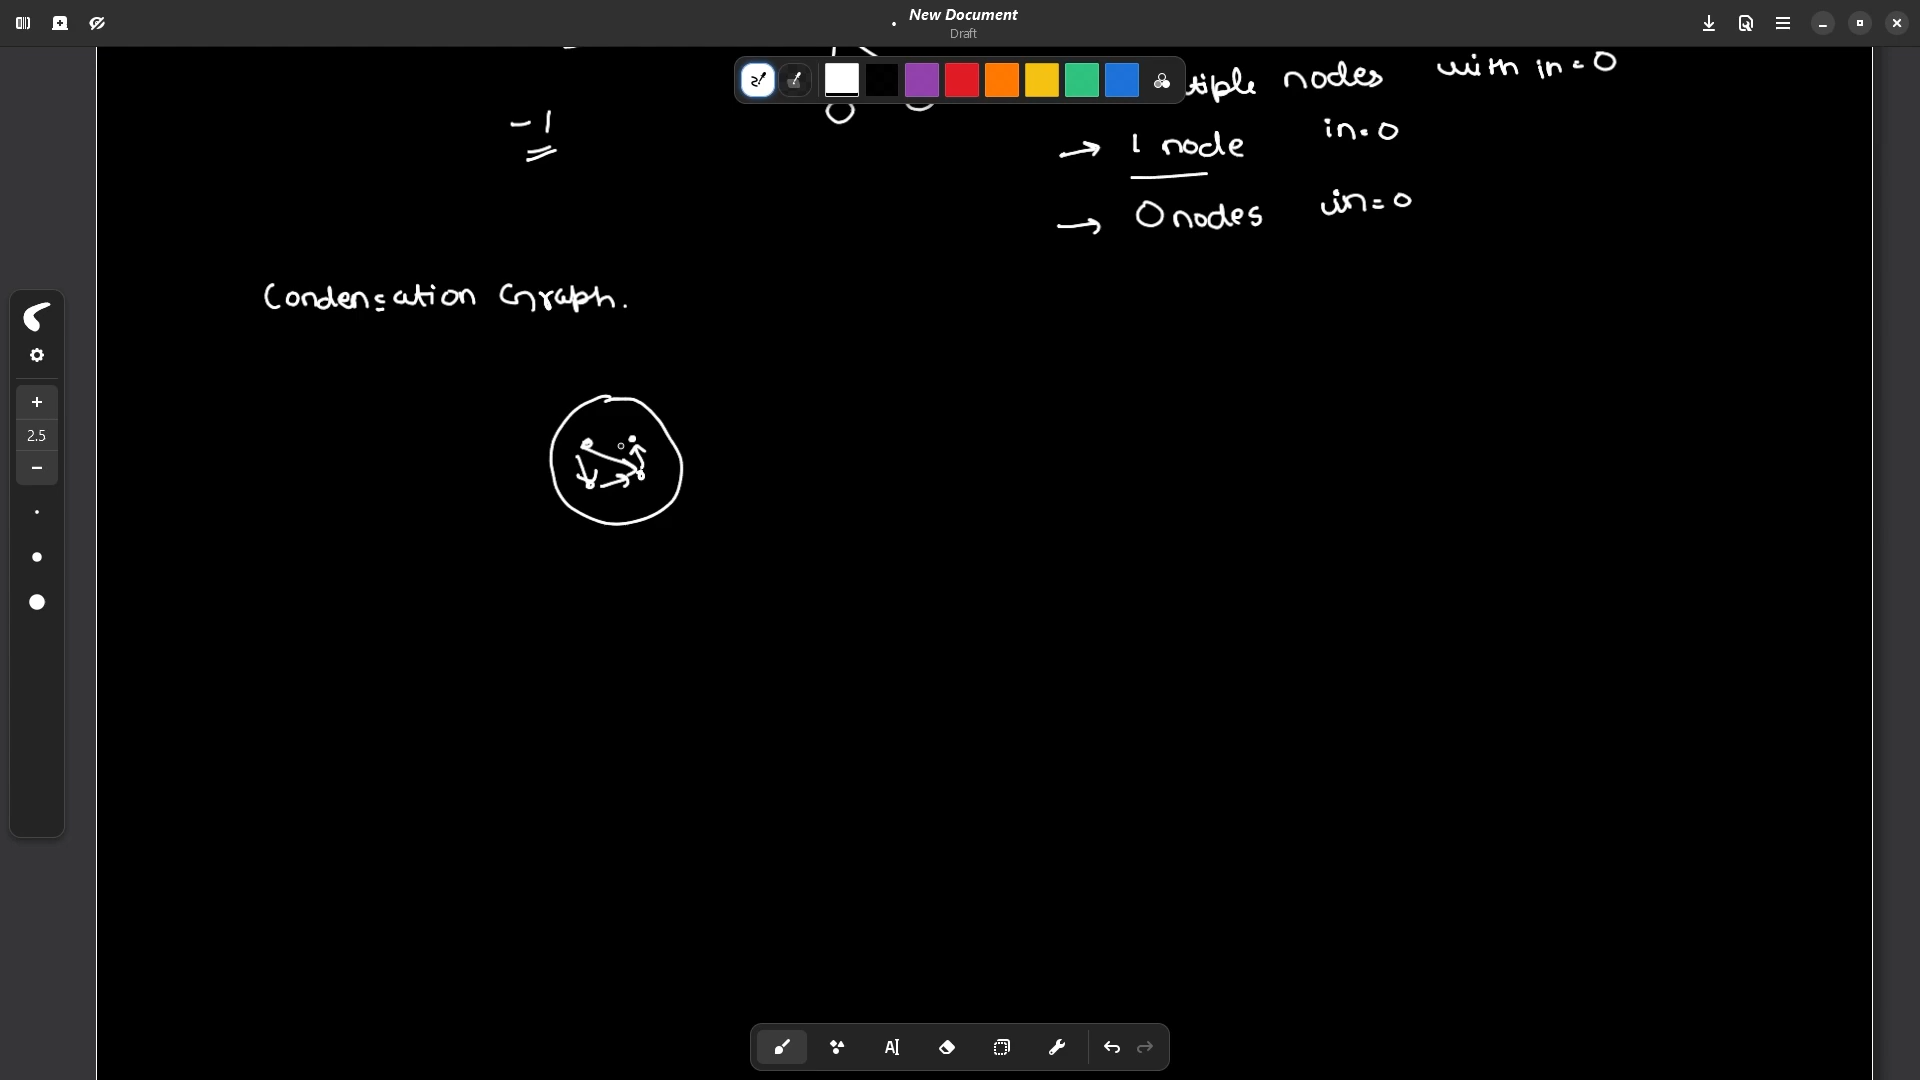 New Document
Draft
tiple nodes with in = 0
-1
→ 1 node in = 0
→ 0 nodes in = 0
Condensation Graph.
+
2.5
-